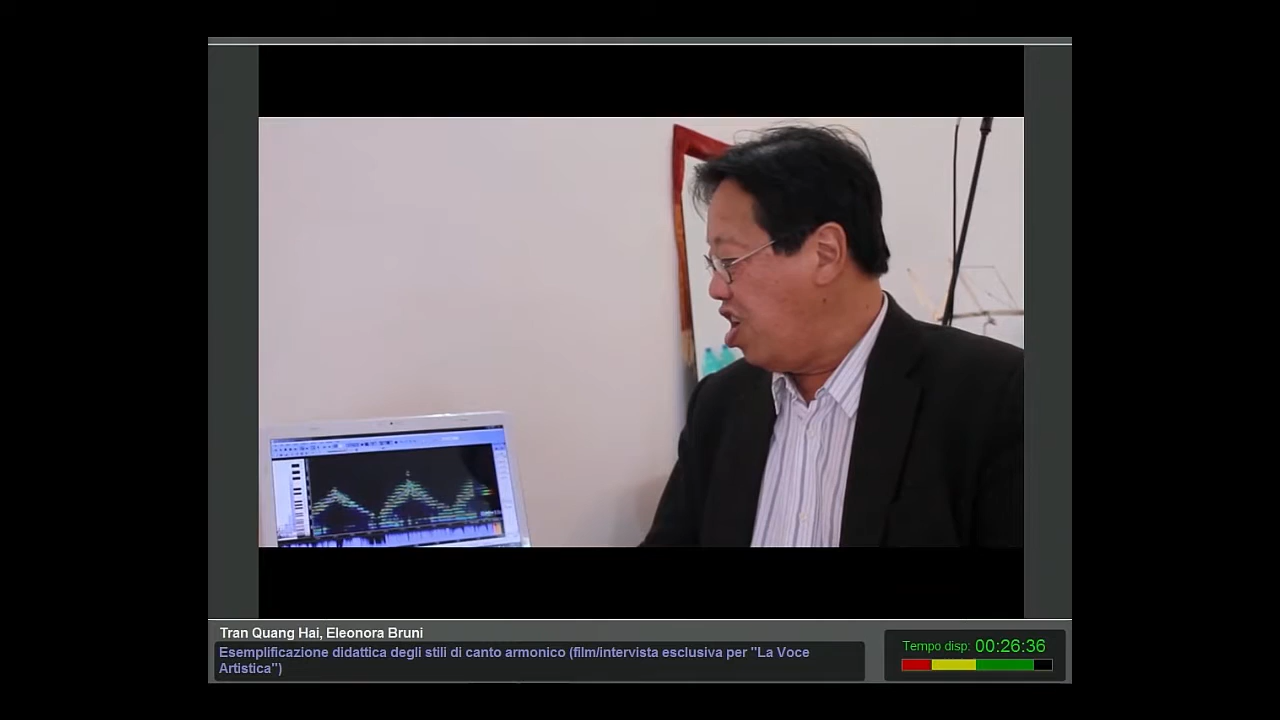 Tran Quang Hai, Eleonora Bruni
Esemplificazione didattica degli stili di canto armonico (film/intervista esclusiva per "La Voce
Artistica")
Tempo disp: 00:26:36